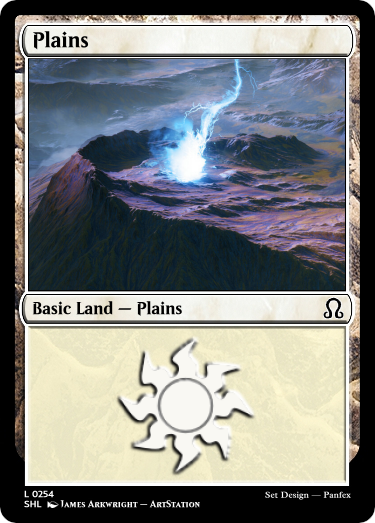 Plains
Basic Land — Plains
L 0254
SHL James Arkwright — ArtStation
Set Design — Panfex